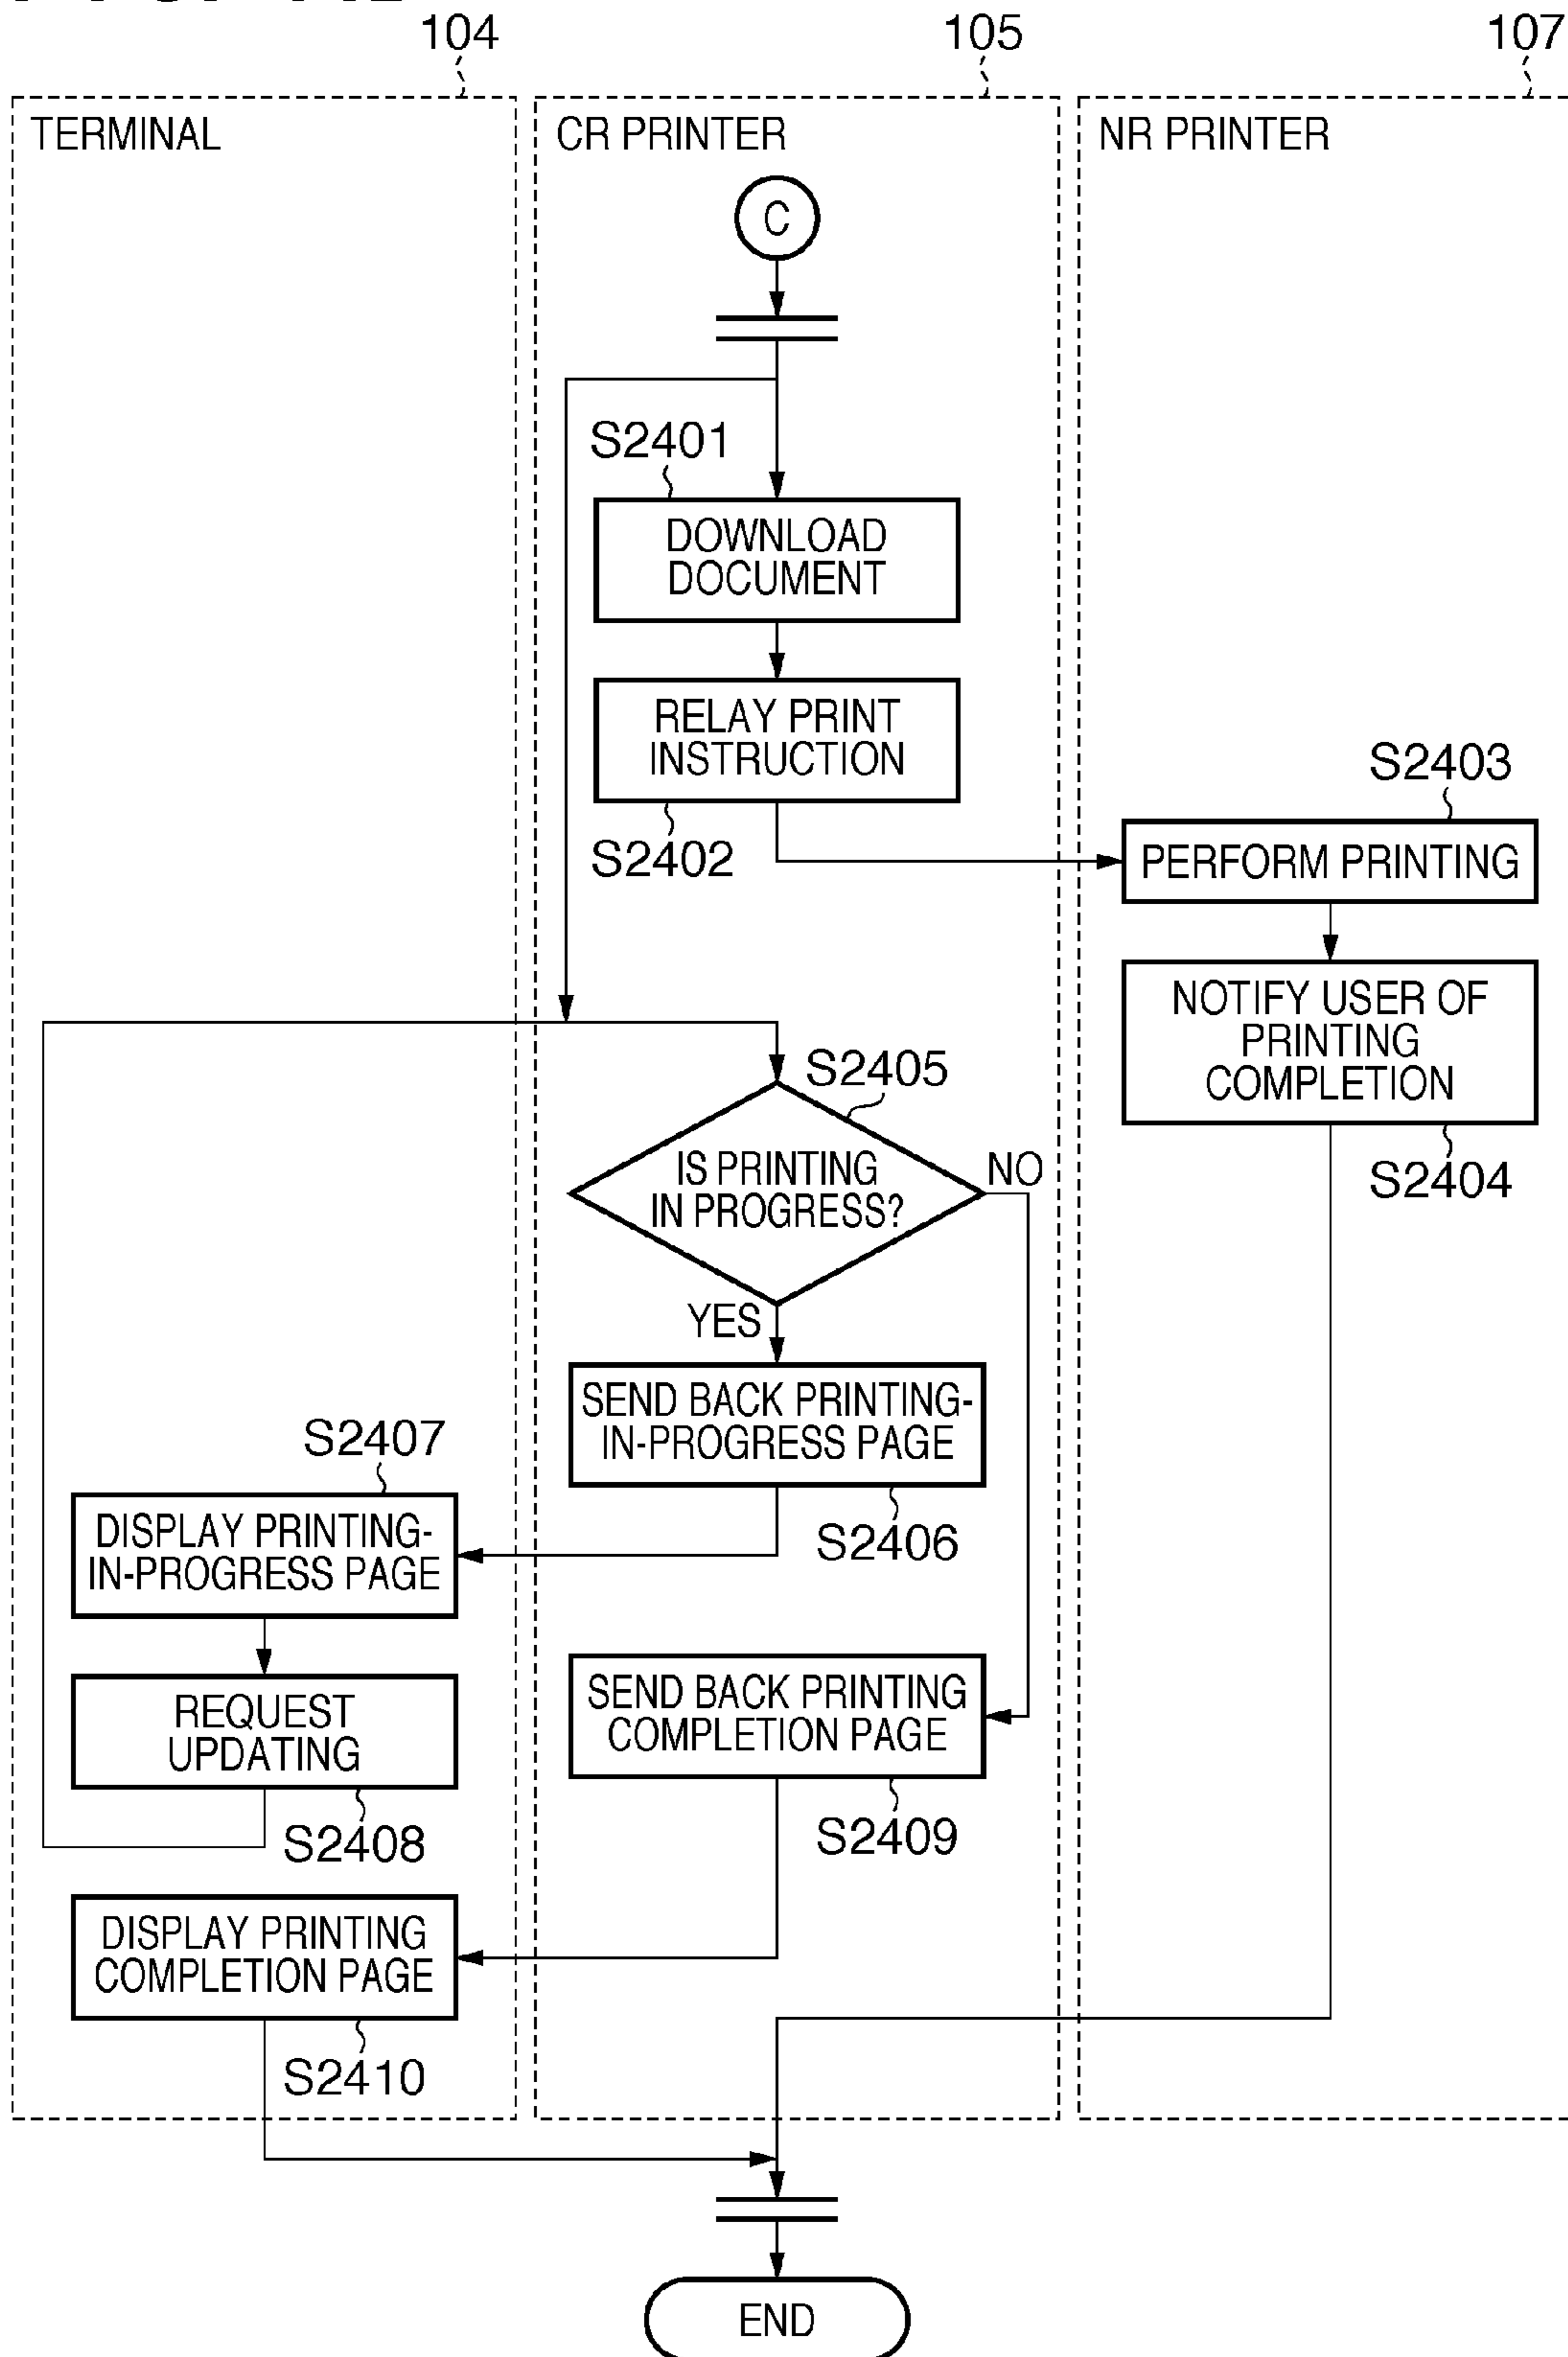 104
105
107
TERMINAL
CR PRINTER
NR PRINTER
C
S2401
DOWNLOAD
DOCUMENT
RELAY PRINT
INSTRUCTION
S2402
S2403
PERFORM PRINTING
NOTIFY USER OF
PRINTING
COMPLETION
S2404
S2405
IS PRINTING
IN PROGRESS?
NO
YES
SEND BACK PRINTING-
IN-PROGRESS PAGE
S2406
S2407
DISPLAY PRINTING-
IN-PROGRESS PAGE
REQUEST
UPDATING
S2408
SEND BACK PRINTING
COMPLETION PAGE
S2409
DISPLAY PRINTING
COMPLETION PAGE
S2410
END